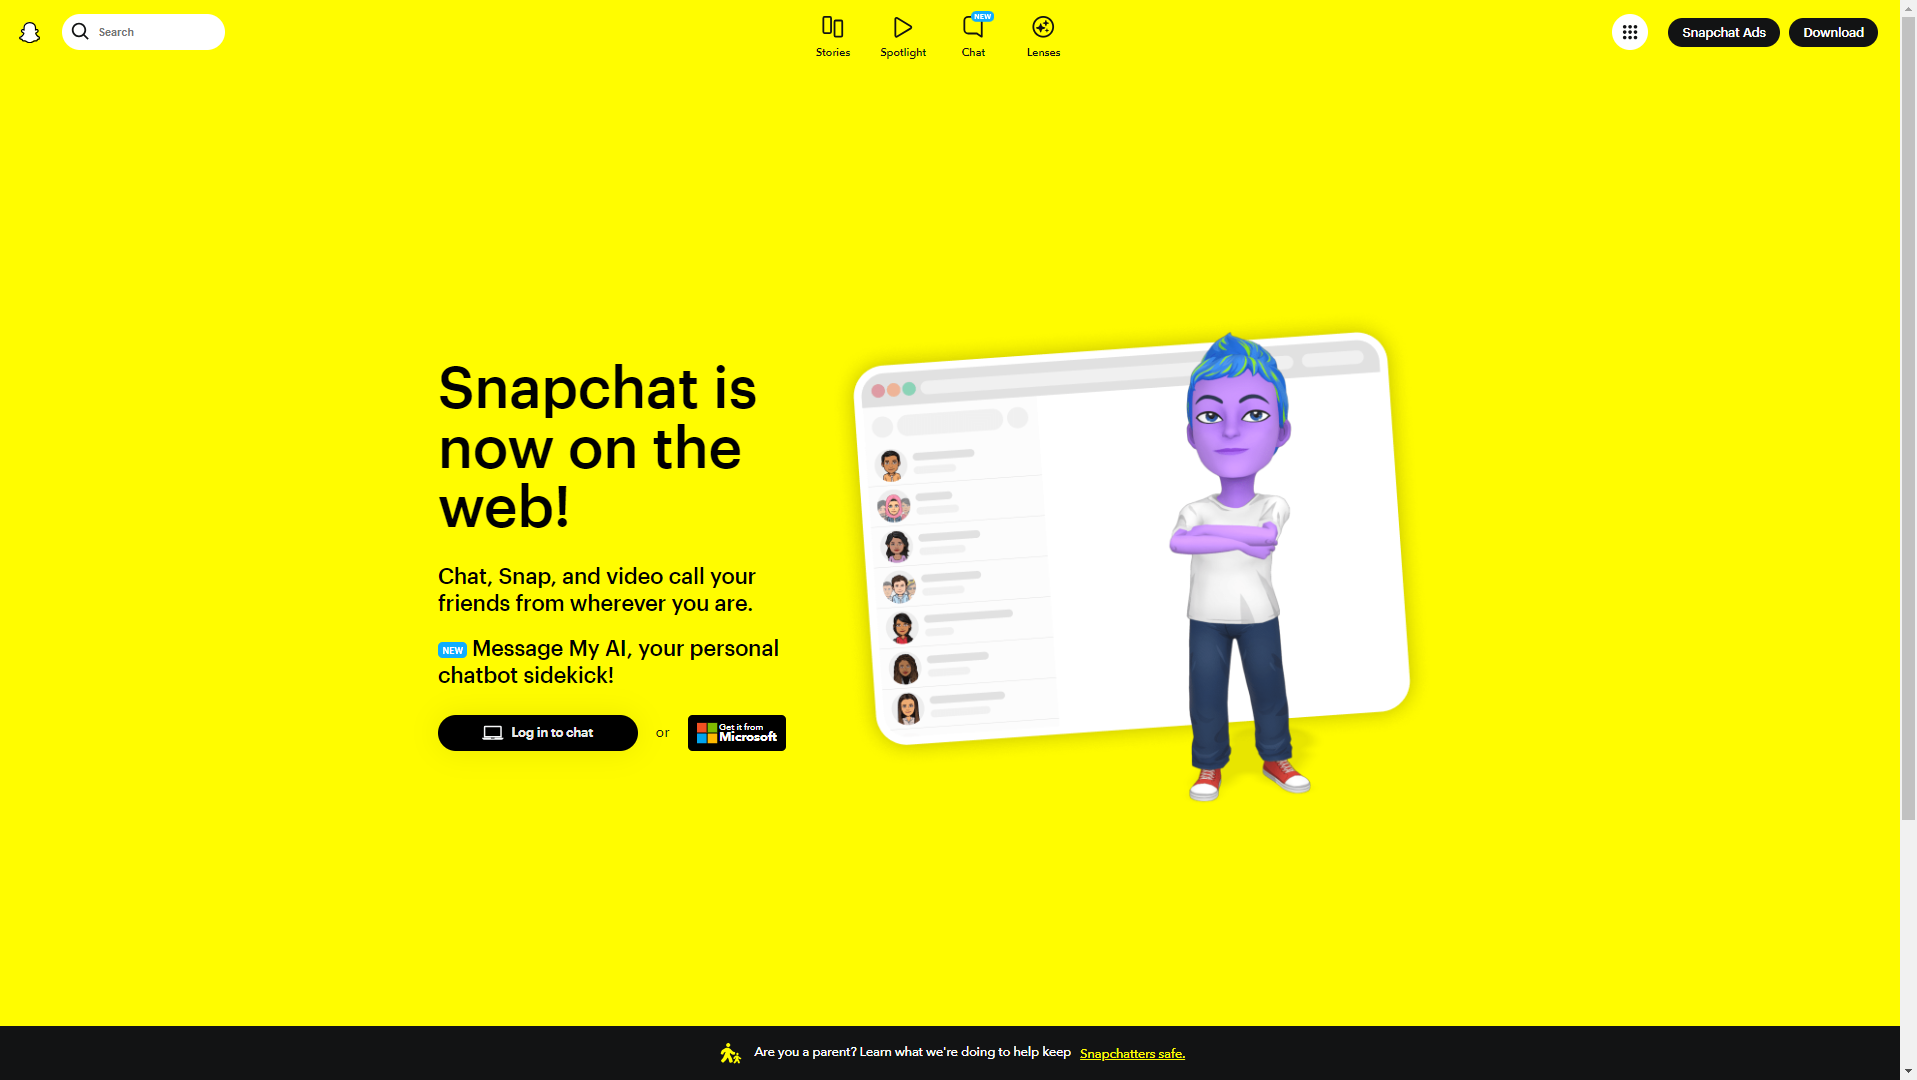 Search
Stories
Spotlight
NEW
Chat
Lenses
Snapchat Ads
Download
Snapchat is
now on the
web!
Chat, Snap, and video call your
friends from wherever you are.
NEW Message My AI, your personal
chatbot sidekick!
Log in to chat
or
Get it from
Microsoft
Are you a parent? Learn what we're doing to help keep Snapchatters safe.